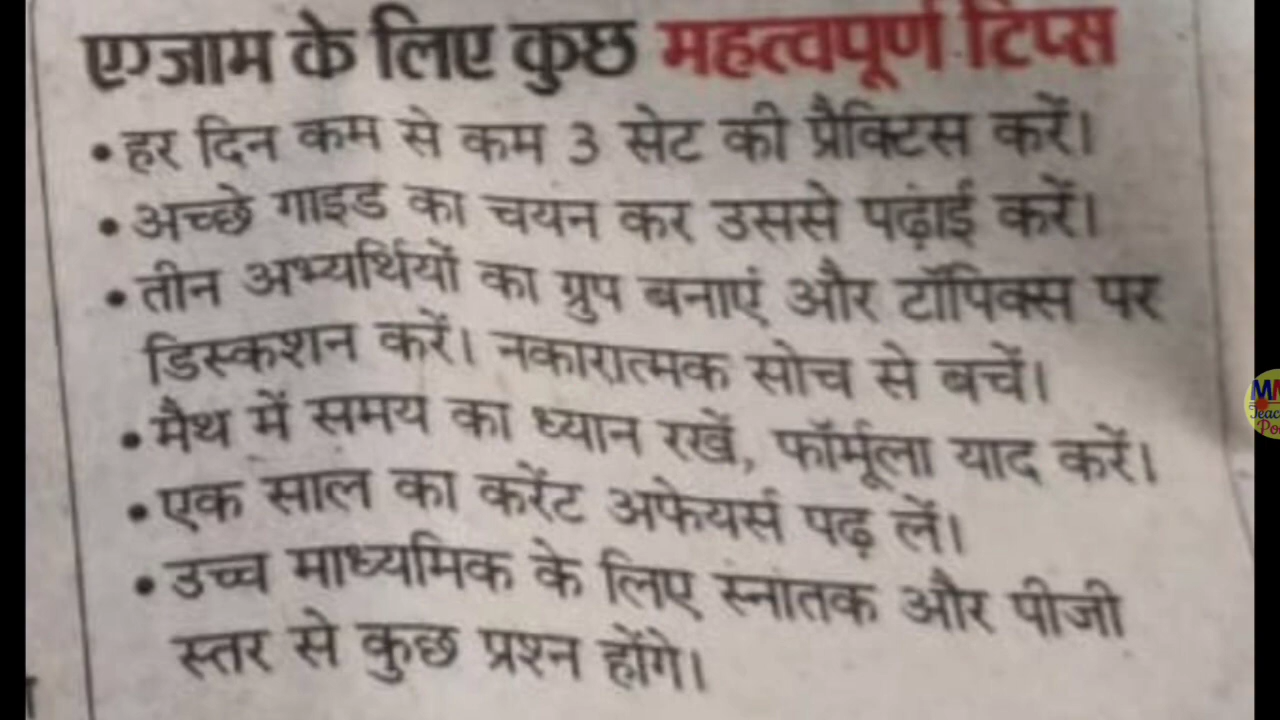 एग्जाम के लिए कुछ महत्वपूर्ण टिप्स
•हर दिन कम से कम 3 सेट की प्रैक्टिस करें।
•अच्छे गाइड का चयन कर उससे पढ़ाई करें।
•तीन अभ्यर्थियों का ग्रुप बनाएं और टॉपिक्स पर
डिस्कशन करें। नकारात्मक सोच से बचें।
•मैथ में समय का ध्यान रखें, फॉर्मूला याद करें।
•एक साल का करेंट अफेयर्स पढ़ लें।
•उच्च माध्यमिक के लिए स्नातक और पीजी
स्तर से कुछ प्रश्न होंगे।